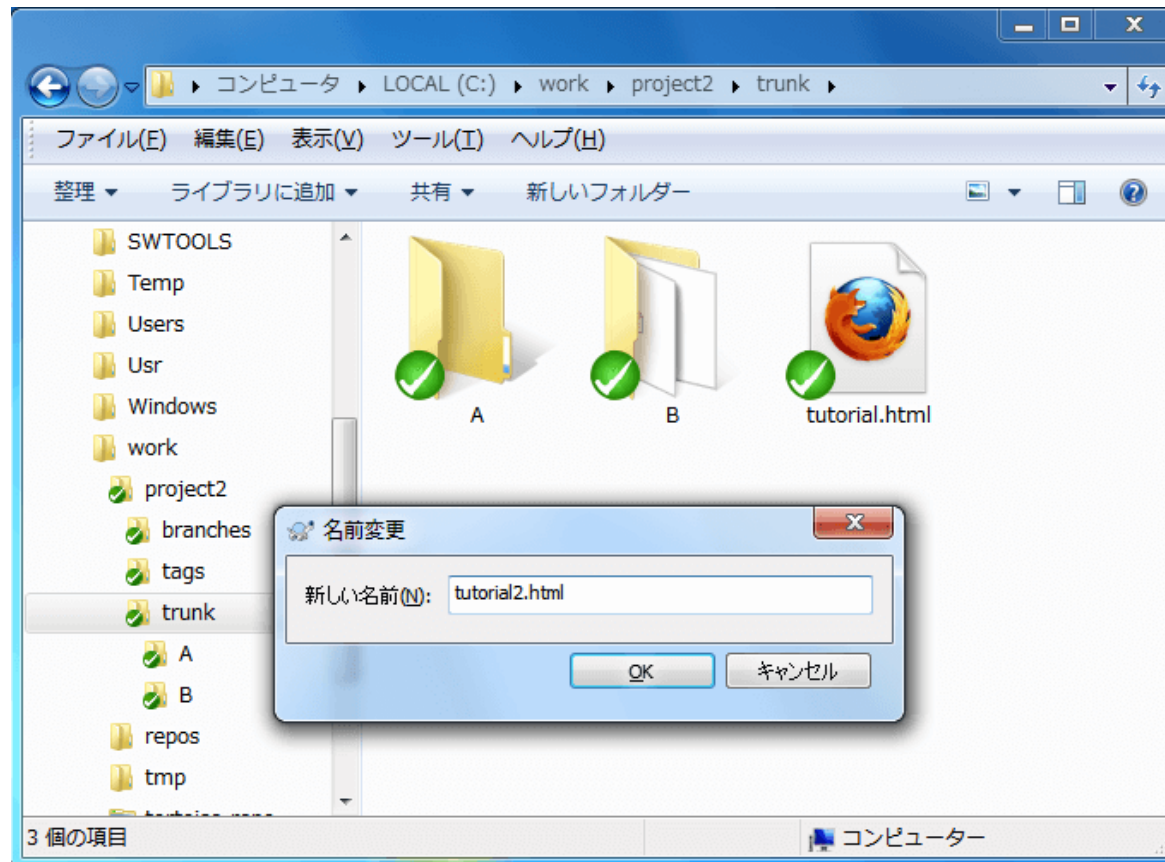 コンピュータ LOCAL (C:) work project2 trunk
ファイル(F) 編集(E) 表示(V) ツール(T) ヘルプ(H)
整理 ライブラリに追加 共有 新しいフォルダー
SWTOOLS
Temp
Users
Usr
Windows
work
project2
branches
tags
trunk
A
B
repos
tmp
A
B
tutorial.html
名前変更
新しい名前(N): tutorial2.html
OK キャンセル
3 個の項目
コンピューター